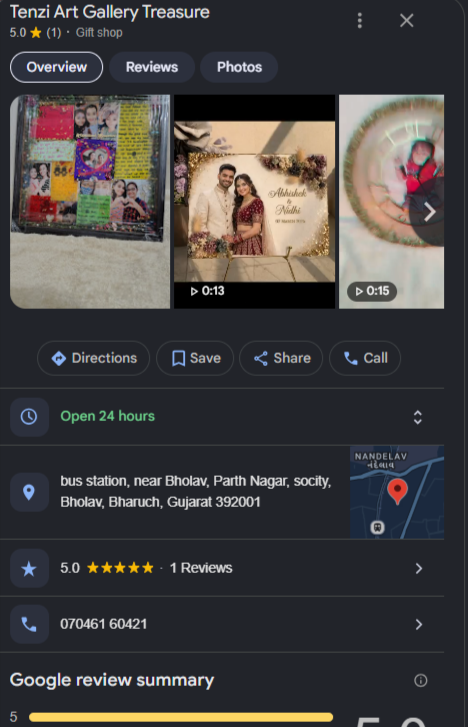 Tenzi Art Gallery Treasure
5.0 ★ (1) · Gift shop
Overview
Reviews
Photos
Abhishek
&
Nidhi
0:13
0:15
Directions
Save
Share
Call
Open 24 hours
bus station, near Bholav, Parth Nagar, socity,
Bholav, Bharuch, Gujarat 392001
NANDELAV
નંદેલાવ
5.0 ★★★★★ · 1 Reviews
070461 60421
Google review summary
5